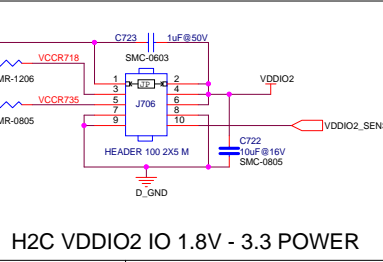 C723 1uF@50V
VCCR718 SMC-0603
MR-1206
1 2 VDDIO2
JP
3 4
VCCR735 5 6
J706
7 8
MR-0805 9 10 VDDIO2_SENS
C722
HEADER 100 2X5 M 10uF@16V
SMC-0805
D_GND
H2C VDDIO2 IO 1.8V - 3.3 POWER